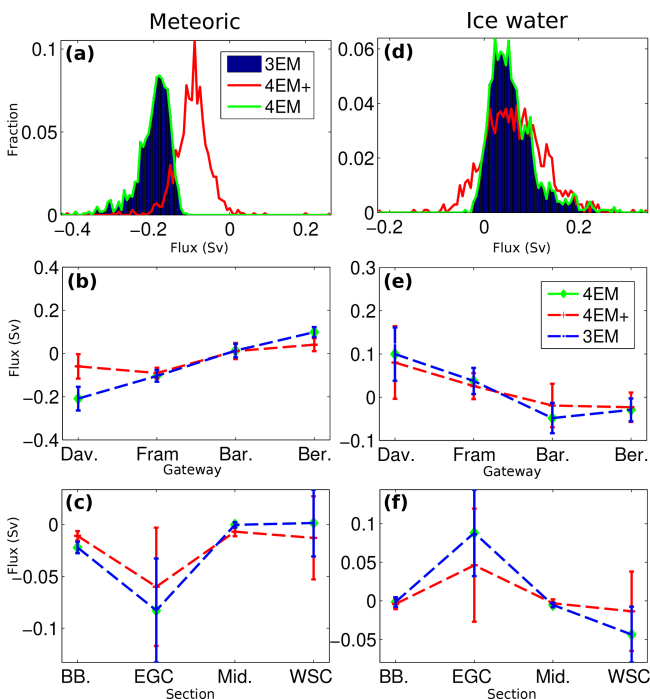 Meteoric
Ice water
(a)
3EM
4EM+
4EM
0.1
0.05
0
Fraction
−0.4
−0.2
0
0.2
Flux (Sv)
(d)
0.06
0.04
0.02
0
−0.2
0
0.2
Flux (Sv)
(b)
0.4
0.2
0
−0.2
−0.4
Flux (Sv)
Dav.
Fram
Bar.
Ber.
Gateway
(e)
4EM
4EM+
3EM
0.3
0.2
0.1
0
−0.1
Dav.
Fram
Bar.
Ber.
Gateway
(c)
0
−0.05
−0.1
Flux (Sv)
BB.
EGC
Mid.
WSC
Section
(f)
0.1
0.05
0
−0.05
BB.
EGC
Mid.
WSC
Section